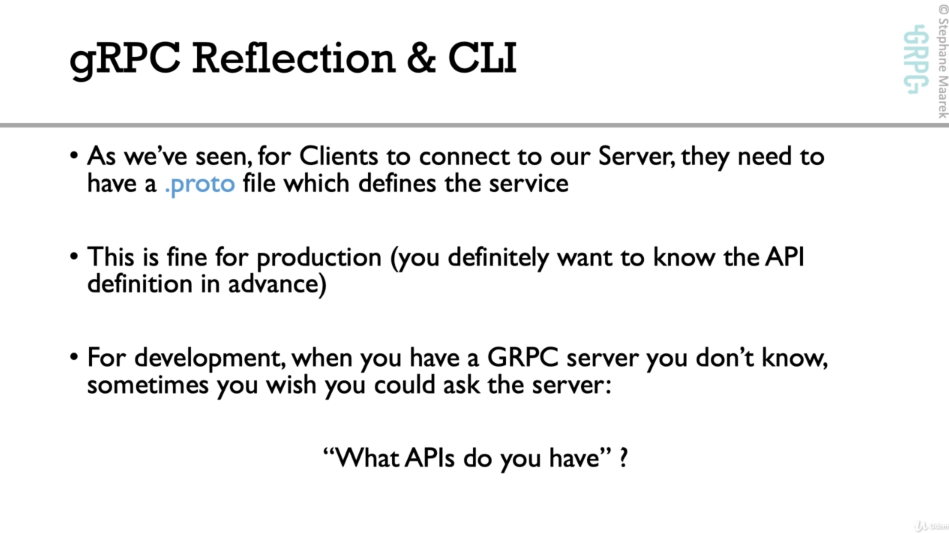 gRPC Reflection & CLI
© Stephane Maarek
GRPC
• As we've seen, for Clients to connect to our Server, they need to
have a .proto file which defines the service
• This is fine for production (you definitely want to know the API
definition in advance)
• For development, when you have a GRPC server you don't know,
sometimes you wish you could ask the server:
“What APIs do you have” ?
Udemy